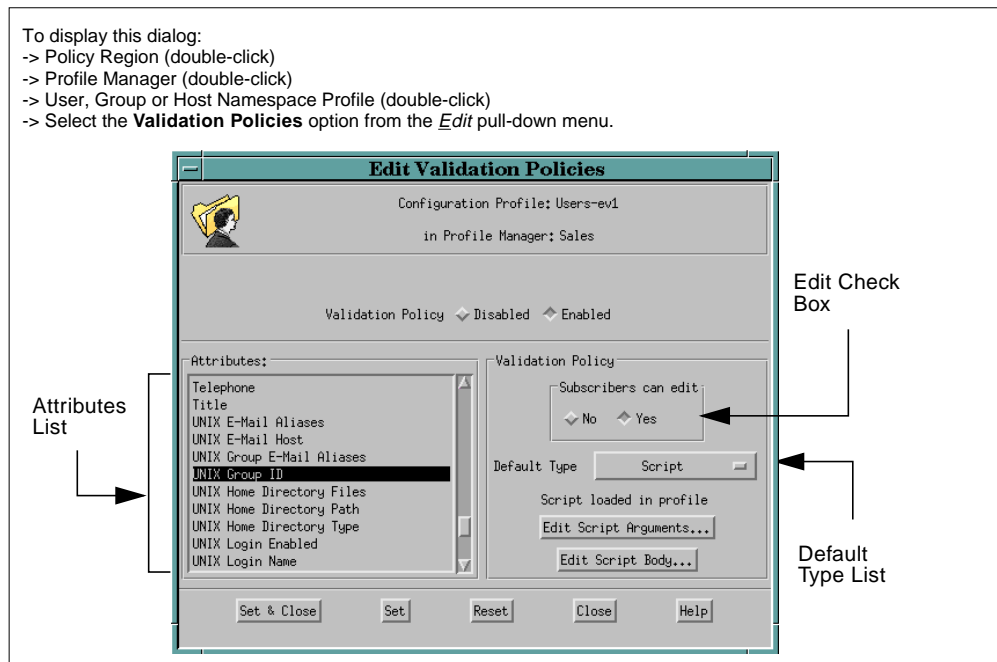 To display this dialog:
-> Policy Region (double-click)
-> Profile Manager (double-click)
-> User, Group or Host Namespace Profile (double-click)
-> Select the Validation Policies option from the Edit pull-down menu.
Edit Validation Policies
Configuration Profile: Users-ev1
in Profile Manager: Sales
Validation Policy Disabled Enabled
Attributes:
Telephone
Title
UNIX E-Mail Aliases
UNIX E-Mail Host
UNIX Group E-Mail Aliases
UNIX Group ID
UNIX Home Directory Files
UNIX Home Directory Path
UNIX Home Directory Type
UNIX Login Enabled
UNIX Login Name
Validation Policy
Subscribers can edit
No Yes
Default Type Script
Script loaded in profile
Edit Script Arguments...
Edit Script Body...
Set & Close Set Reset Close Help
Attributes
List
Edit Check
Box
Default
Type List